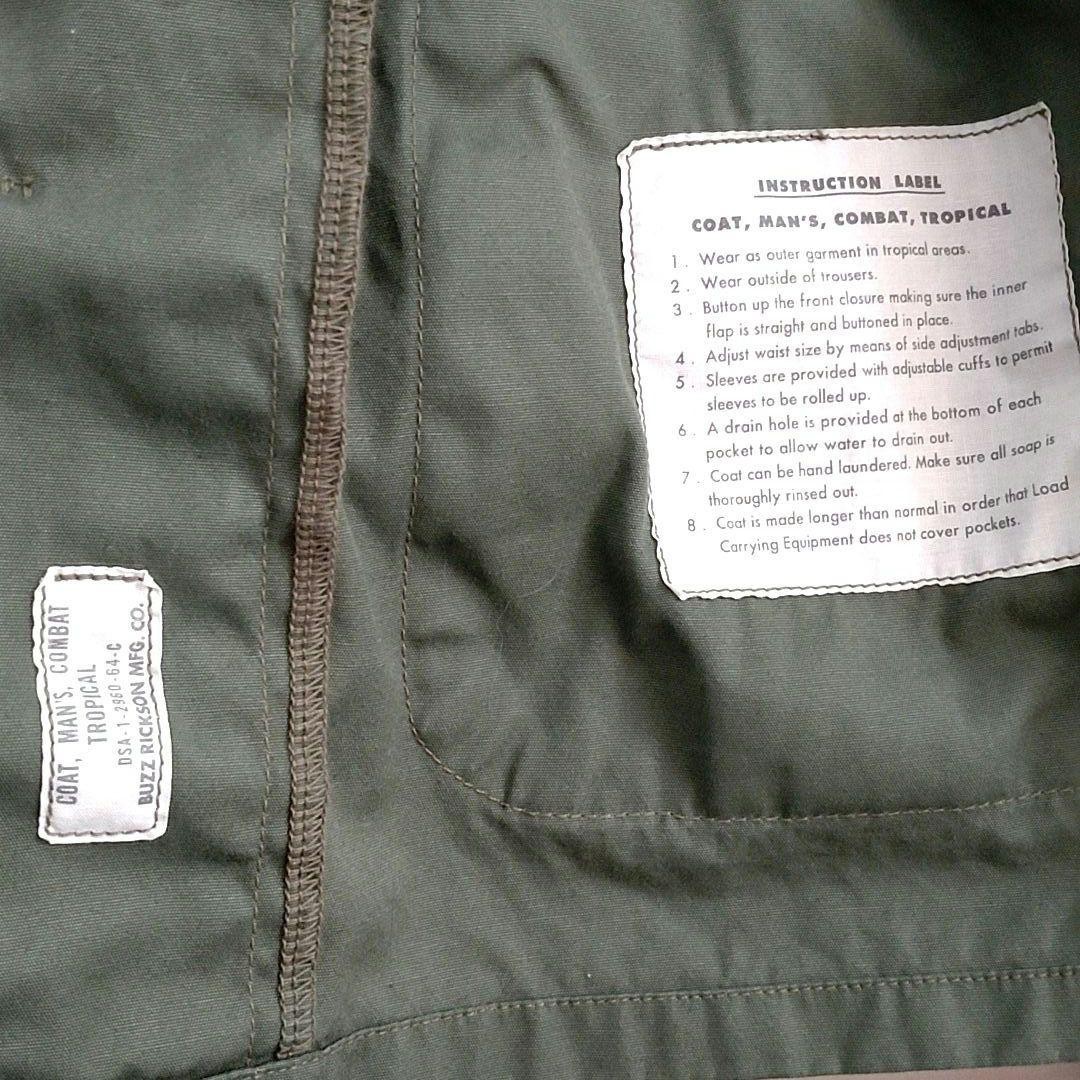 INSTRUCTION LABEL
COAT, MAN'S, COMBAT, TROPICAL
1. Wear as outer garment in tropical areas.
2. Wear outside of trousers.
3. Button up the front closure making sure the inner
flap is straight and buttoned in place.
4. Adjust waist size by means of side adjustment tabs.
5. Sleeves are provided with adjustable cuffs to permit
sleeves to be rolled up.
6. A drain hole is provided at the bottom of each
pocket to allow water to drain out.
7. Coat can be hand laundered. Make sure all soap is
thoroughly rinsed out.
8. Coat is made longer than normal in order that Load
Carrying Equipment does not cover pockets.
COAT, MAN'S, COMBAT
TROPICAL
DSA-1-2960-64-C
BUZZ RICKSON MFG. CO.